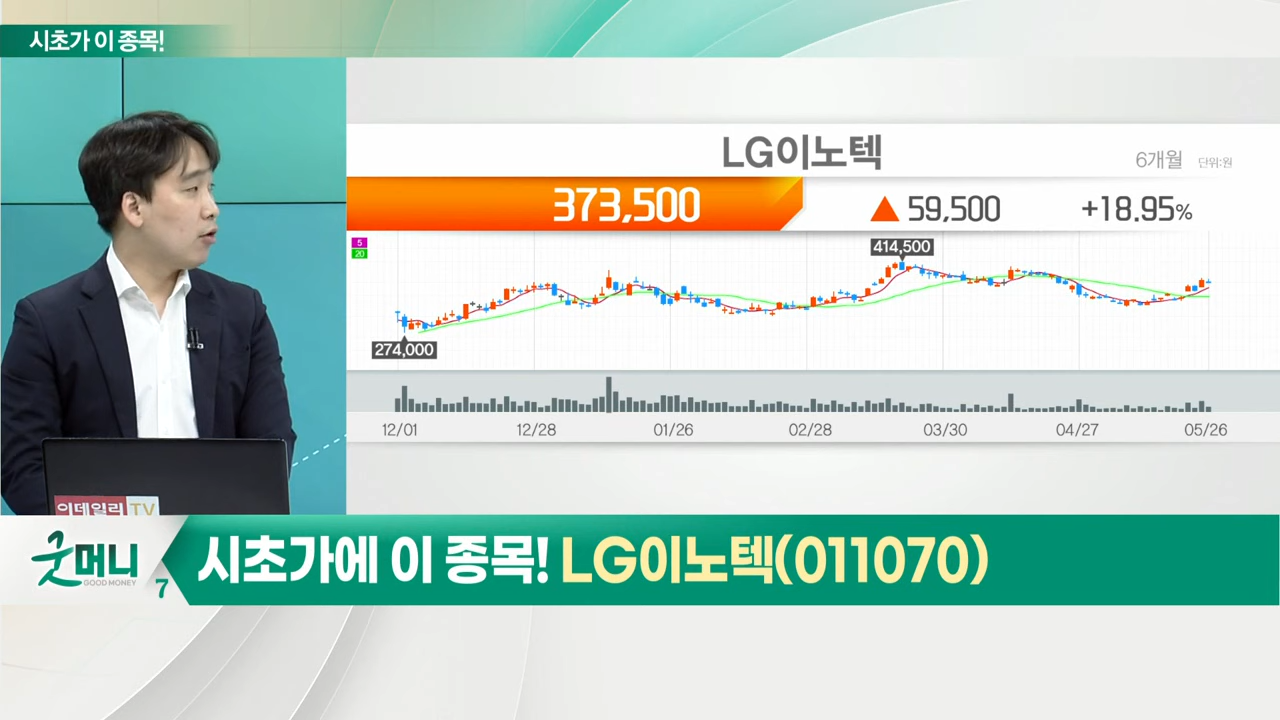 시초가 이 종목!
LG이노텍
6개월 단위:원
373,500 ▲ 59,500 +18.95%
5
20
414,500
274,000
12/01 12/28 01/26 02/28 03/30 04/27 05/26
이데일리 TV
굿머니
GOOD MONEY
7
시초가에 이 종목! LG이노텍(011070)